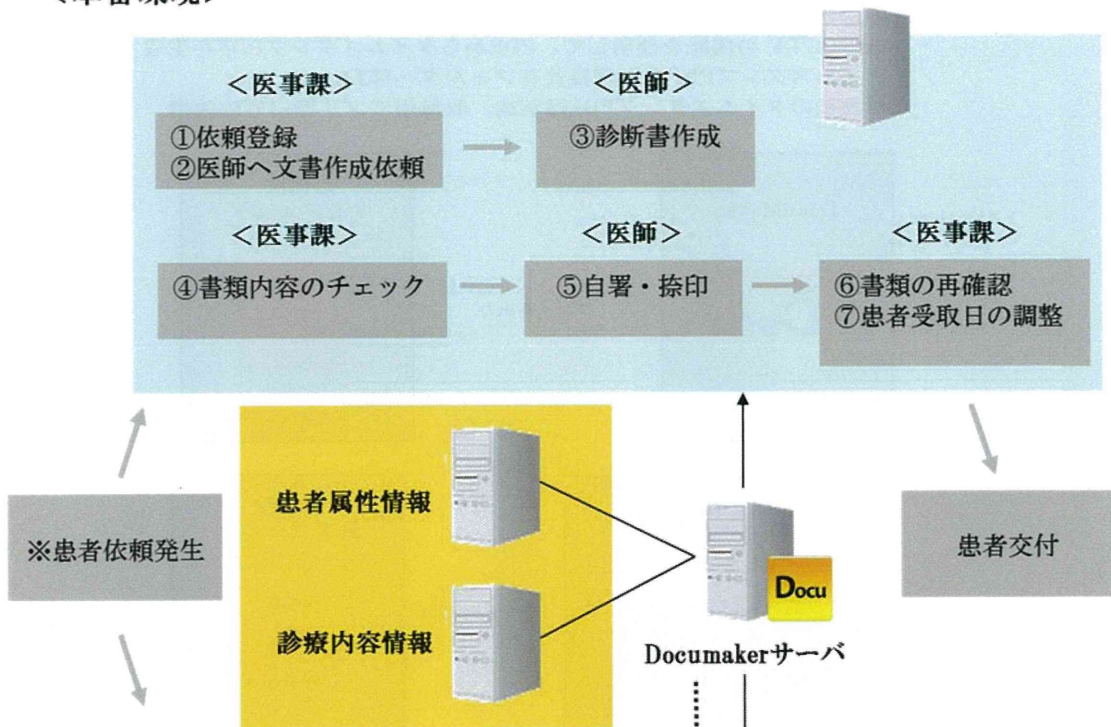 <医事課>
<医師>
①依頼登録
②医師へ文書作成依頼
③診断書作成
<医事課>
<医師>
<医事課>
④書類内容のチェック
⑤自署・捺印
⑥書類の再確認
⑦患者受取日の調整
患者属性情報
※患者依頼発生
患者交付
Docu
診療内容情報
Documakerサーバ